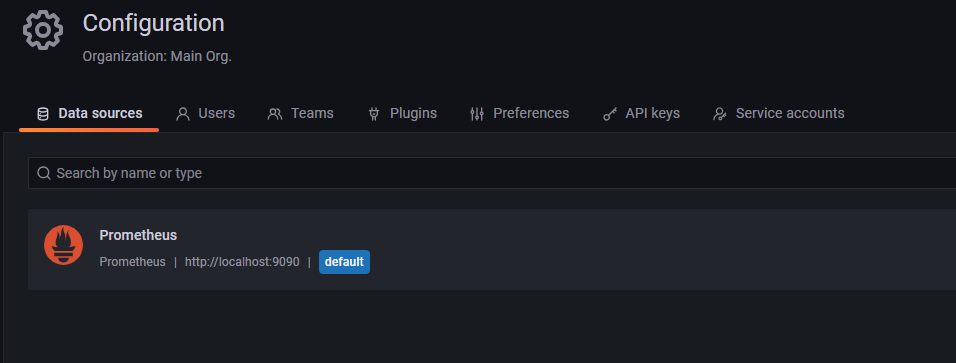 Configuration
Organization: Main Org.
Data sources Users Teams Plugins Preferences API keys Service accounts
Search by name or type
Prometheus
Prometheus | http://localhost:9090 | default